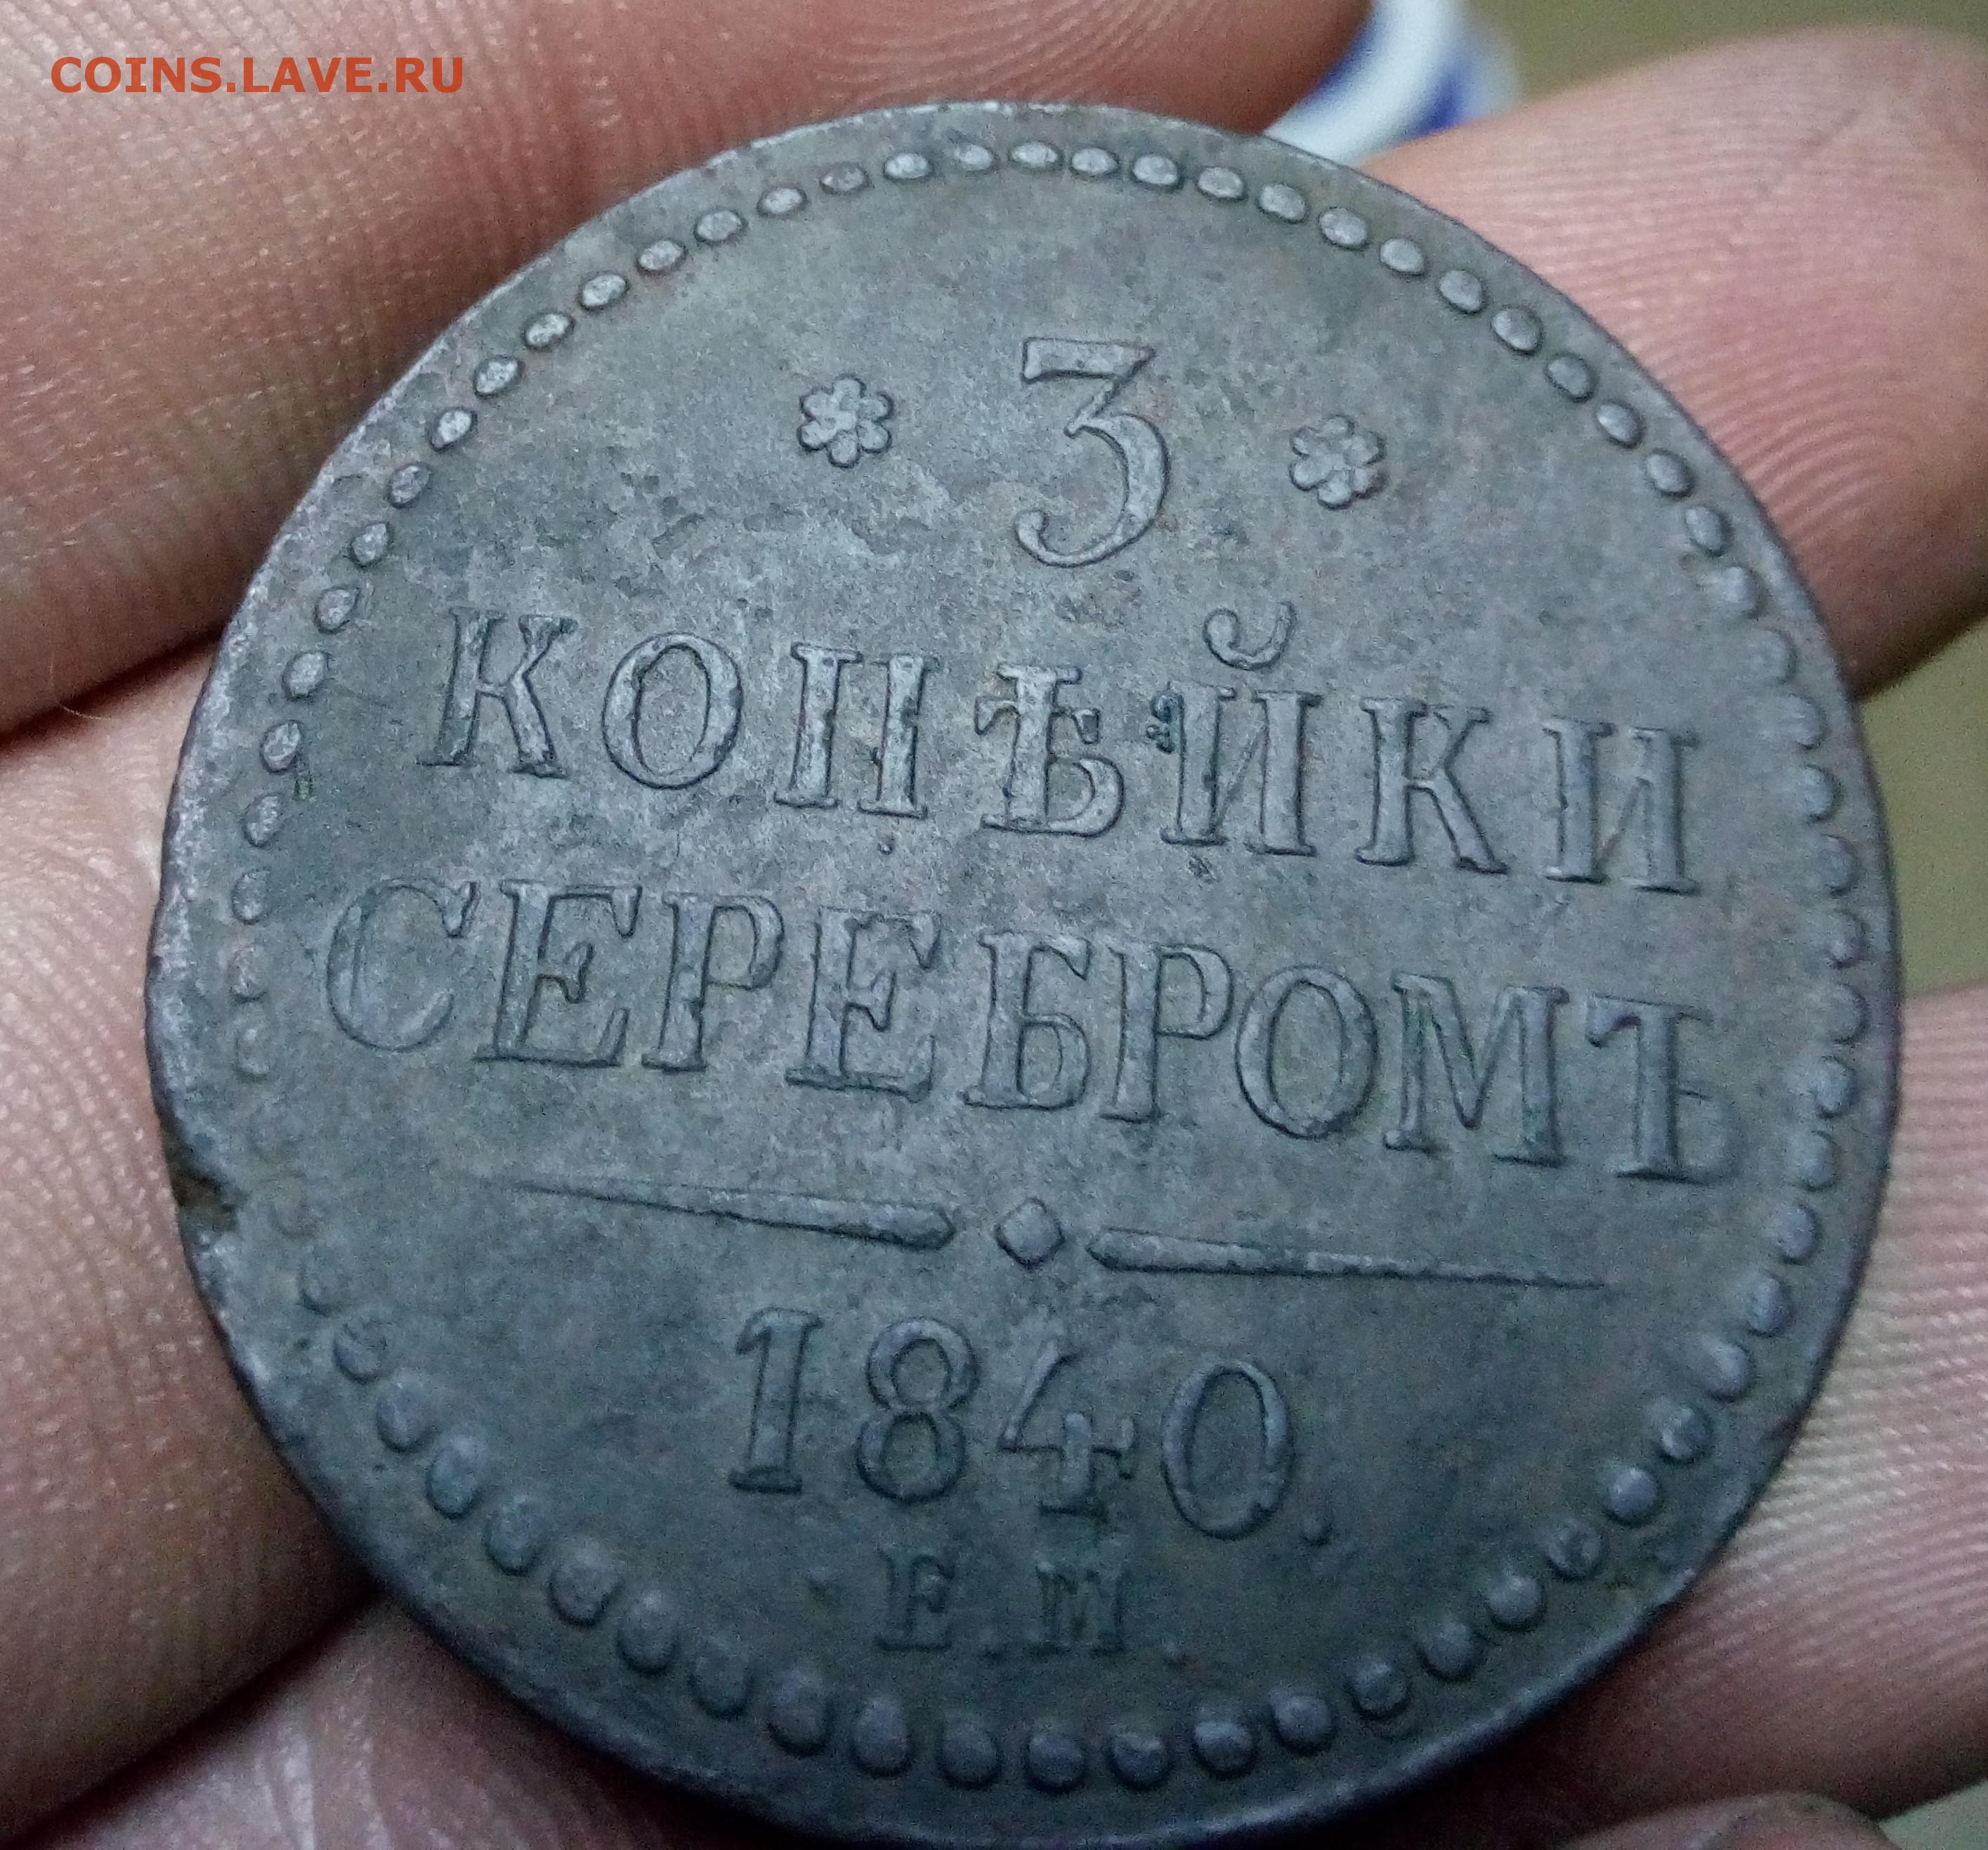 COINS.LAVE.RU
* 3 *
КОПѢЙКИ
СЕРЕБРОМЪ
1840.
Е.М.